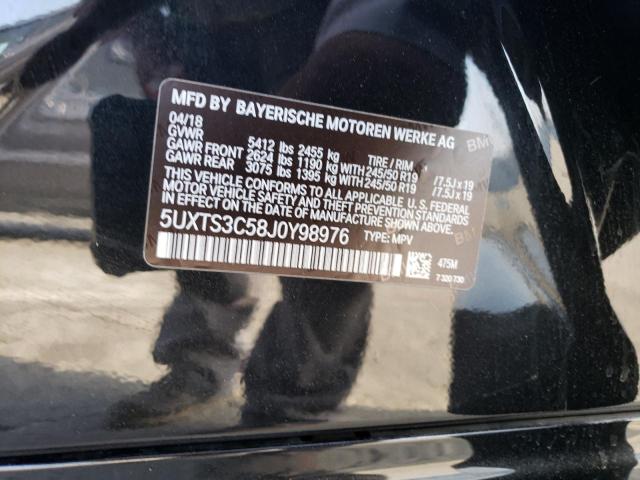 MFD BY BAYERISCHE MOTOREN WERKE AG
04/18
GVWR 5412 lbs 2455 kg TIRE / RIM
GAWR FRONT 2624 lbs 1190 kg WITH 245/50 R19 /7.5J x 19
GAWR REAR 3075 lbs 1395 kg WITH 245/50 R19 /7.5J x 19
THIS VEHICLE CONFORMS TO ALL APPLICABLE U.S. FEDERAL
MOTOR VEHICLE SAFETY AND THEFT PREVENTION STANDARDS
IN EFFECT ON THE DATE OF MANUFACTURE SHOWN ABOVE.
5UXTS3C58J0Y98976 TYPE: MPV
475M
7 320 730